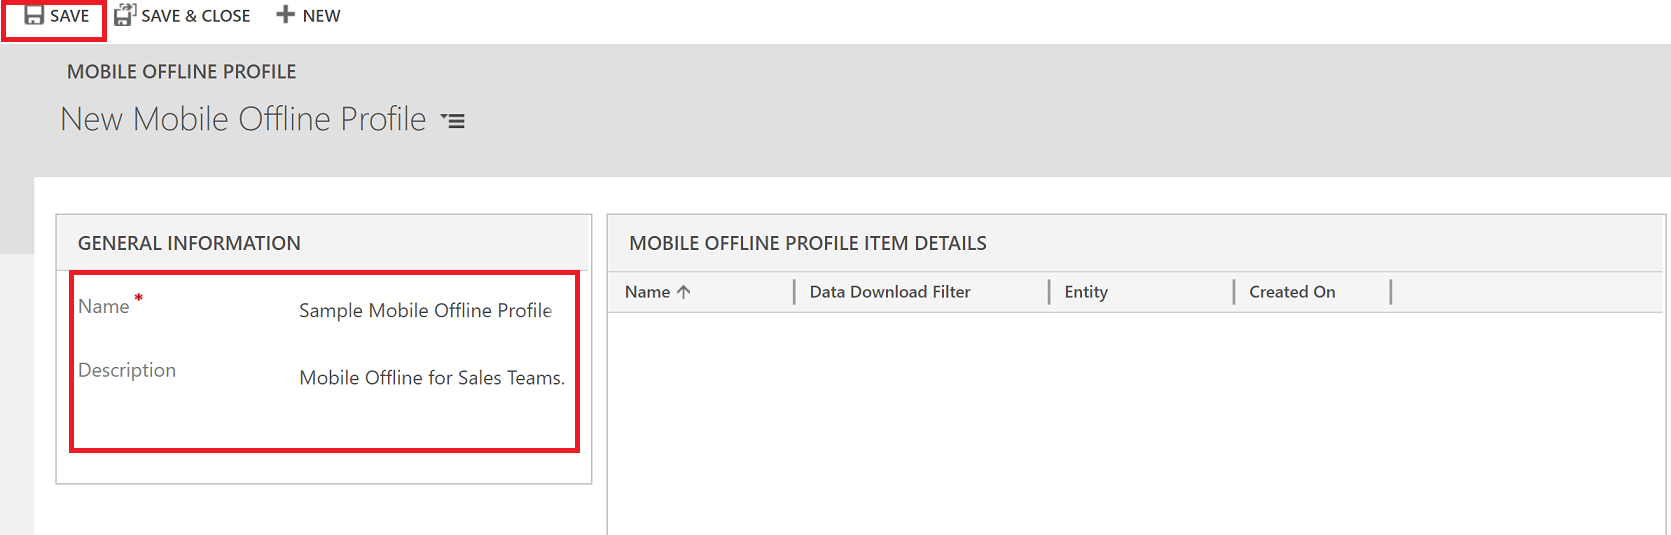 SAVE SAVE & CLOSE NEW
MOBILE OFFLINE PROFILE
New Mobile Offline Profile
GENERAL INFORMATION
Name * Sample Mobile Offline Profile
Description Mobile Offline for Sales Teams.
MOBILE OFFLINE PROFILE ITEM DETAILS
Name Data Download Filter Entity Created On